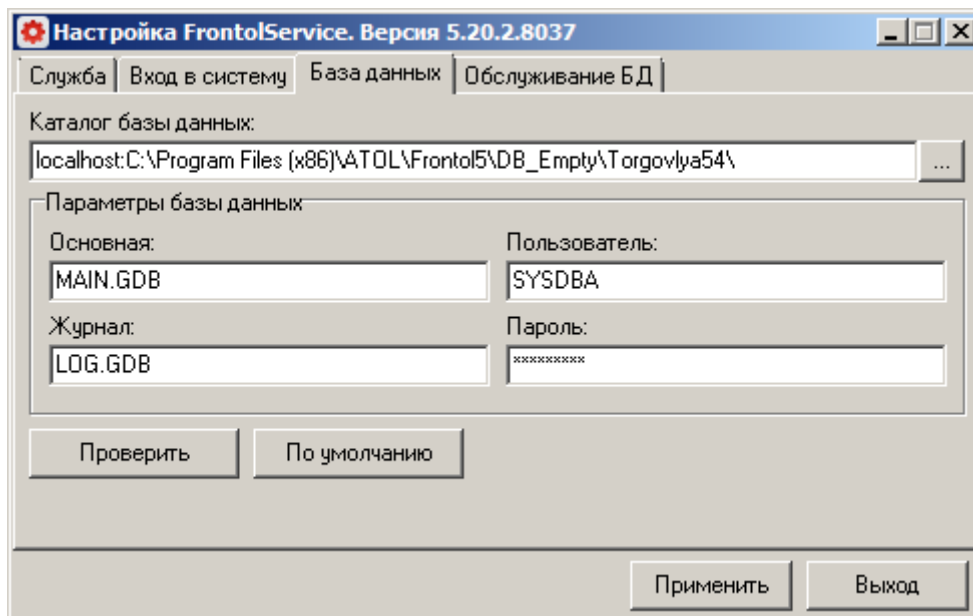 Настройка FrontolService. Версия 5.20.2.8037
Служба Вход в систему База данных Обслуживание БД
Каталог базы данных:
localhost:C:\Program Files (x86)\ATOL\Frontol5\DB_Empty\Torgovlya54\ ...
Параметры базы данных
Основная: Пользователь:
MAIN.GDB SYSDBA
Журнал: Пароль:
LOG.GDB *********
Проверить По умолчанию
Применить Выход